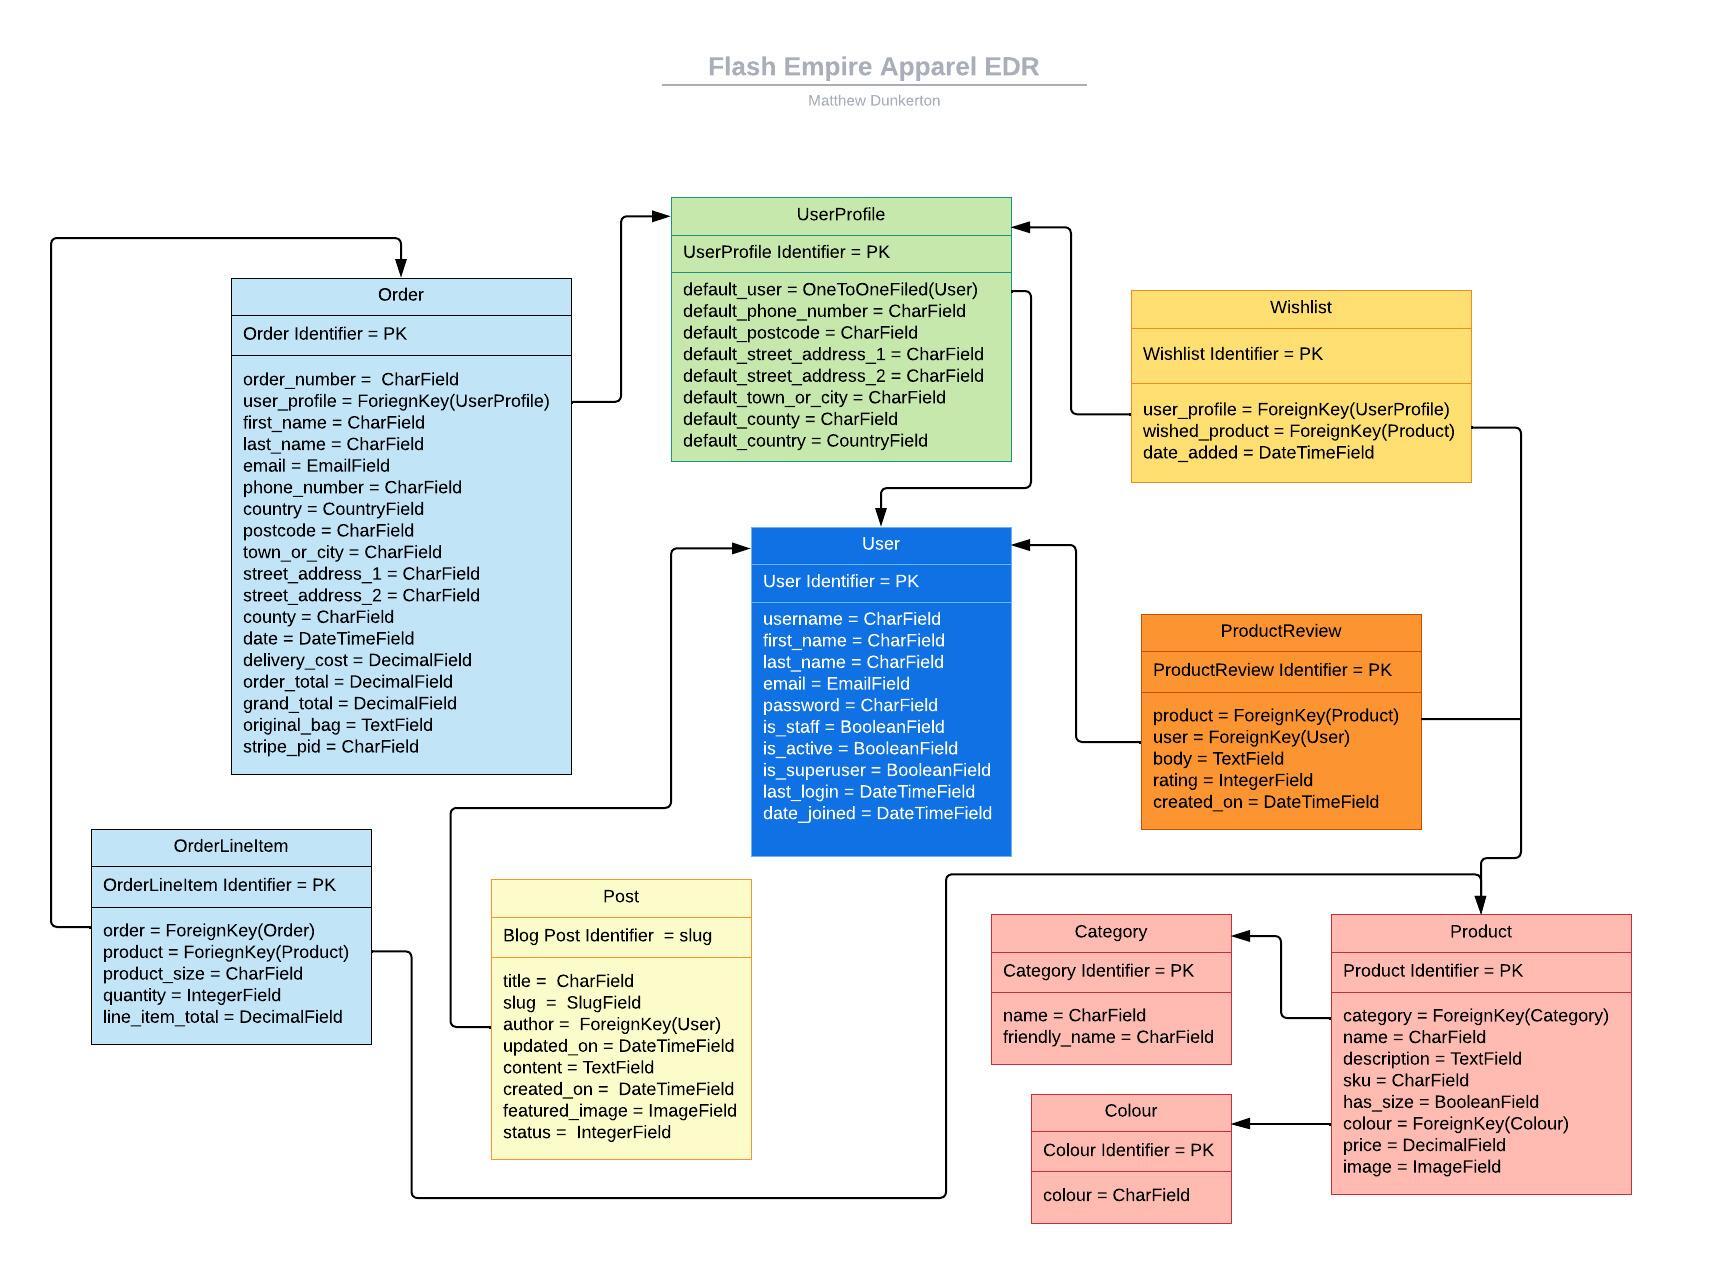 Flash Empire Apparel EDR
Matthew Dunkerton
UserProfile
UserProfile Identifier = PK
default_user = OneToOneFiled(User)
default_phone_number = CharField
default_postcode = CharField
default_street_address_1 = CharField
default_street_address_2 = CharField
default_town_or_city = CharField
default_county = CharField
default_country = CountryField
Order
Order Identifier = PK
order_number =  CharField
user_profile = ForiegnKey(UserProfile)
first_name = CharField
last_name = CharField
email = EmailField
phone_number = CharField
country = CountryField
postcode = CharField
town_or_city = CharField
street_address_1 = CharField
street_address_2 = CharField
county = CharField
date = DateTimeField
delivery_cost = DecimalField
order_total = DecimalField
grand_total = DecimalField
original_bag = TextField
stripe_pid = CharField
Wishlist
Wishlist Identifier = PK
user_profile = ForeignKey(UserProfile)
wished_product = ForeignKey(Product)
date_added = DateTimeField
User
User Identifier = PK
username = CharField
first_name = CharField
last_name = CharField
email = EmailField
password = CharField
is_staff = BooleanField
is_active = BooleanField
is_superuser = BooleanField
last_login = DateTimeField
date_joined = DateTimeField
ProductReview
ProductReview Identifier = PK
product = ForeignKey(Product)
user = ForeignKey(User)
body = TextField
rating = IntegerField
created_on = DateTimeField
OrderLineItem
OrderLineItem Identifier = PK
order = ForeignKey(Order)
product = ForiegnKey(Product)
product_size = CharField
quantity = IntegerField
line_item_total = DecimalField
Post
Blog Post Identifier  = slug
title =  CharField
slug  =  SlugField
author =  ForeignKey(User)
updated_on = DateTimeField
content = TextField
created_on =  DateTimeField
featured_image = ImageField
status =  IntegerField
Category
Category Identifier = PK
name = CharField
friendly_name = CharField
Product
Product Identifier = PK
category = ForeignKey(Category)
name = CharField
description = TextField
sku = CharField
has_size = BooleanField
colour = ForeignKey(Colour)
price = DecimalField
image = ImageField
Colour
Colour Identifier = PK
colour = CharField